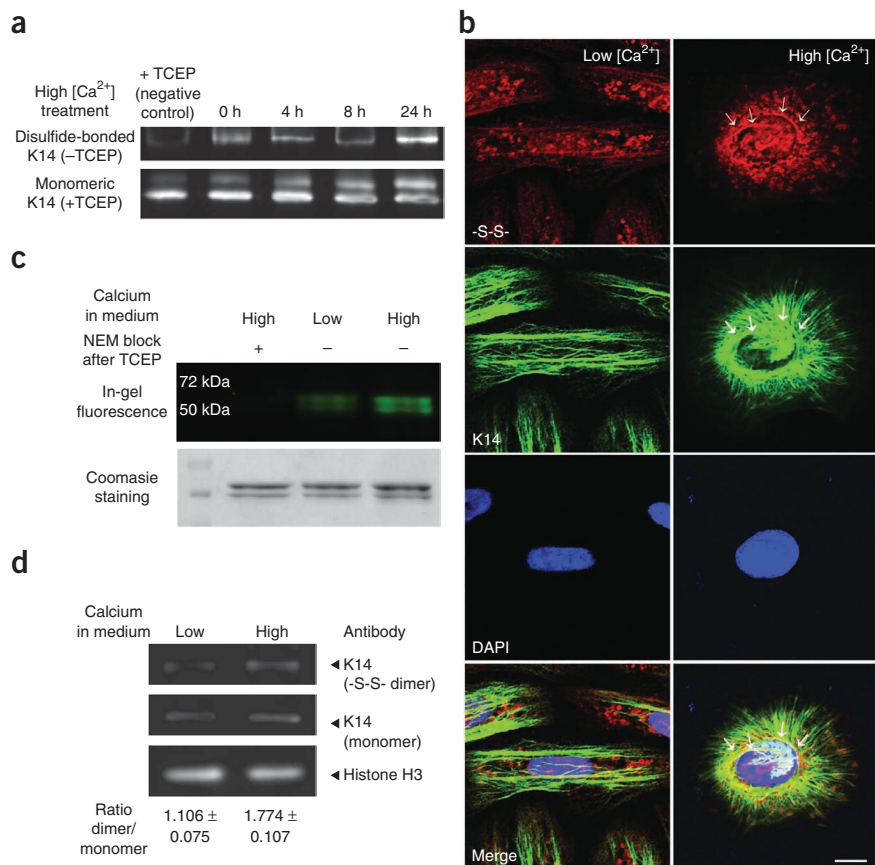 a
High [Ca2+]
treatment
+ TCEP
(negative
control)
0 h
4 h
8 h
24 h
Disulfide-bonded
K14 (–TCEP)
Monomeric
K14 (+TCEP)
b
Low [Ca2+]
High [Ca2+]
-S-S-
K14
DAPI
Merge
c
Calcium
in medium
High
Low
High
NEM block
after TCEP
+
–
–
In-gel
fluorescence
72 kDa
50 kDa
Coomasie
staining
d
Calcium
in medium
Low
High
Antibody
K14
(-S-S- dimer)
K14
(monomer)
Histone H3
Ratio
dimer/
monomer
1.106 ±
0.075
1.774 ±
0.107